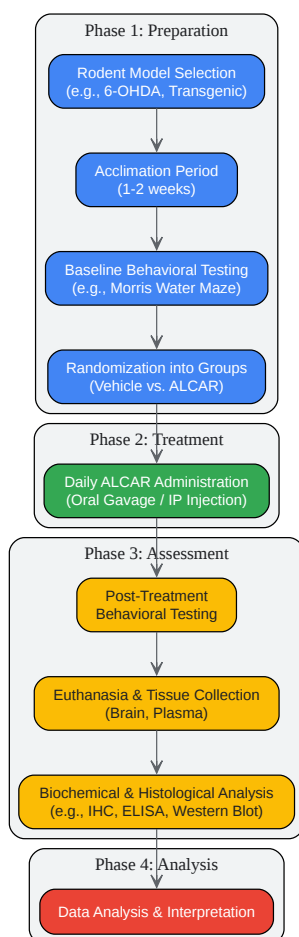 Phase 1: Preparation
Rodent Model Selection
(e.g., 6-OHDA, Transgenic)
Acclimation Period
(1-2 weeks)
Baseline Behavioral Testing
(e.g., Morris Water Maze)
Randomization into Groups
(Vehicle vs. ALCAR)
Phase 2: Treatment
Daily ALCAR Administration
(Oral Gavage / IP Injection)
Phase 3: Assessment
Post-Treatment
Behavioral Testing
Euthanasia & Tissue Collection
(Brain, Plasma)
Biochemical & Histological Analysis
(e.g., IHC, ELISA, Western Blot)
Phase 4: Analysis
Data Analysis & Interpretation